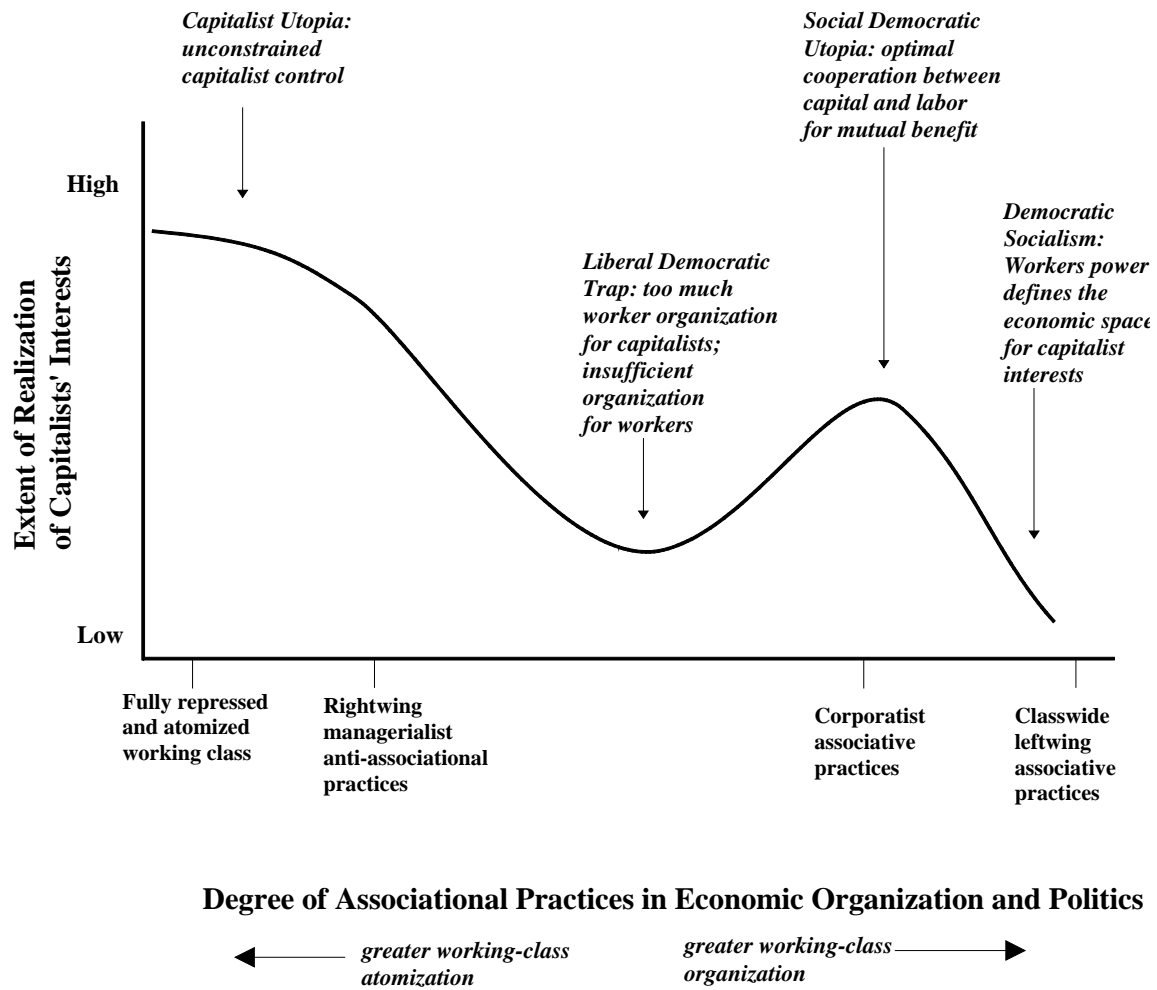 Capitalist Utopia:
unconstrained
capitalist control
Social Democratic
Utopia: optimal
cooperation between
capital and labor
for mutual benefit
High
Democratic
Socialism:
Workers power
defines the
economic space
for capitalist
interests
Liberal Democratic
Trap: too much
worker organization
for capitalists;
insufficient
organization
for workers
Extent of Realization
of Capitalists' Interests
Low
Fully repressed
and atomized
working class
Rightwing
managerialist
anti-associational
practices
Corporatist
associative
practices
Classwide
leftwing
associative
practices
Degree of Associational Practices in Economic Organization and Politics
greater working-class
atomization
greater working-class
organization